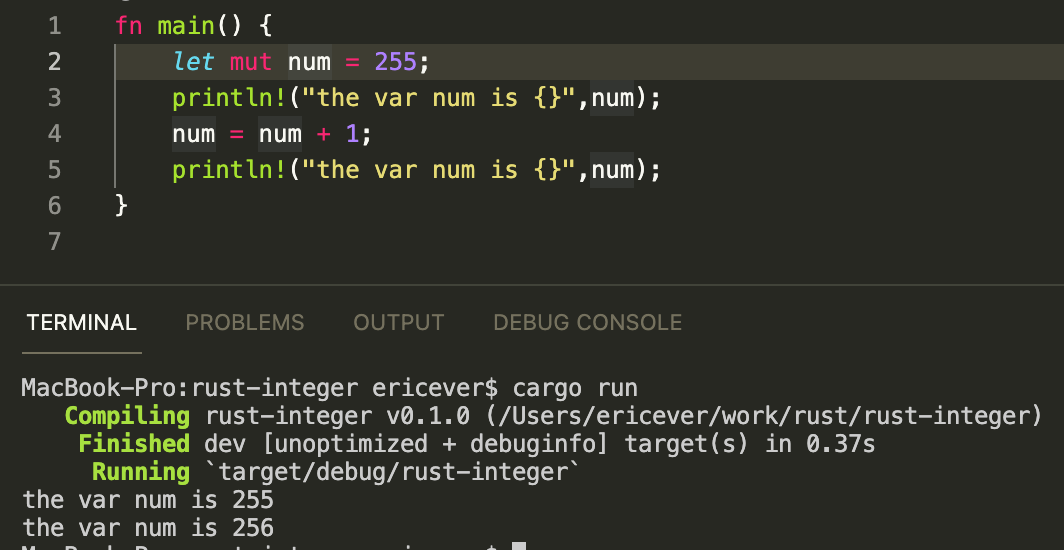 1 fn main() {
2 let mut num = 255;
3 println!("the var num is {}",num);
4 num = num + 1;
5 println!("the var num is {}",num);
6 }
7
TERMINAL PROBLEMS OUTPUT DEBUG CONSOLE
MacBook-Pro:rust-integer ericever$ cargo run
Compiling rust-integer v0.1.0 (/Users/ericever/work/rust/rust-integer)
Finished dev [unoptimized + debuginfo] target(s) in 0.37s
Running `target/debug/rust-integer`
the var num is 255
the var num is 256